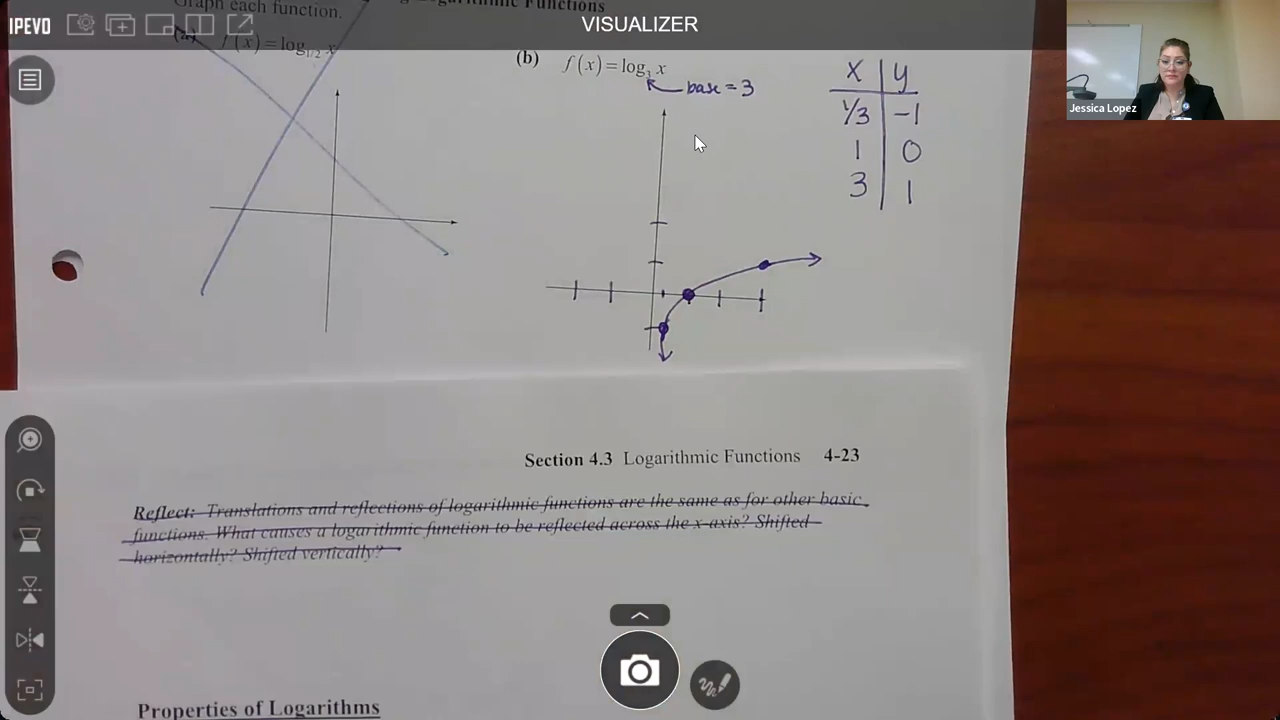 Graph each function.
Logarithmic Functions
VISUALIZER
IPEVO
f(x)=log1/2 x
(b) f(x)=log3 x
base = 3
X y
1/3 -1
1 0
3 1
Jessica Lopez
Section 4.3 Logarithmic Functions 4-23
Reflect: Translations and reflections of logarithmic functions are the same as for other basic
functions. What causes a logarithmic function to be reflected across the x-axis? Shifted
horizontally? Shifted vertically?
Properties of Logarithms